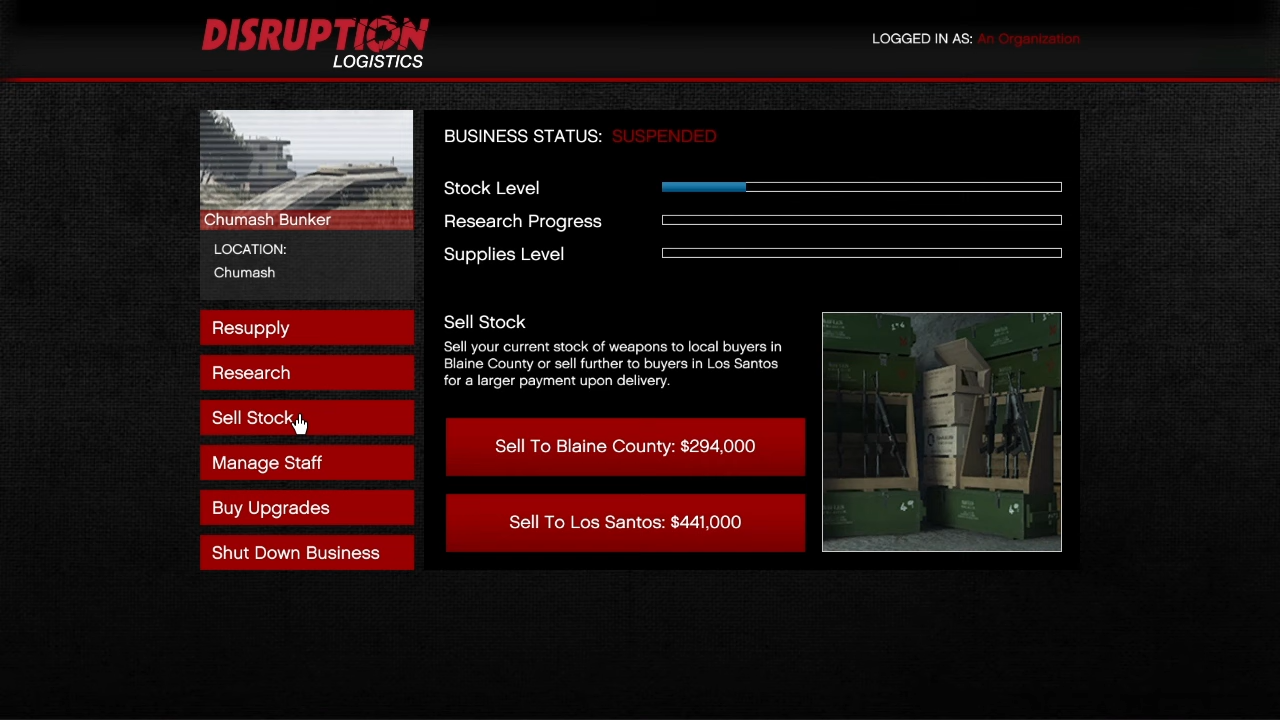 DISRUPTION
LOGISTICS
LOGGED IN AS: An Organization
Chumash Bunker
LOCATION:
Chumash
Resupply
Research
Sell Stock
Manage Staff
Buy Upgrades
Shut Down Business
BUSINESS STATUS: SUSPENDED
Stock Level
Research Progress
Supplies Level
Sell Stock
Sell your current stock of weapons to local buyers in
Blaine County or sell further to buyers in Los Santos
for a larger payment upon delivery.
Sell To Blaine County: $294,000
Sell To Los Santos: $441,000